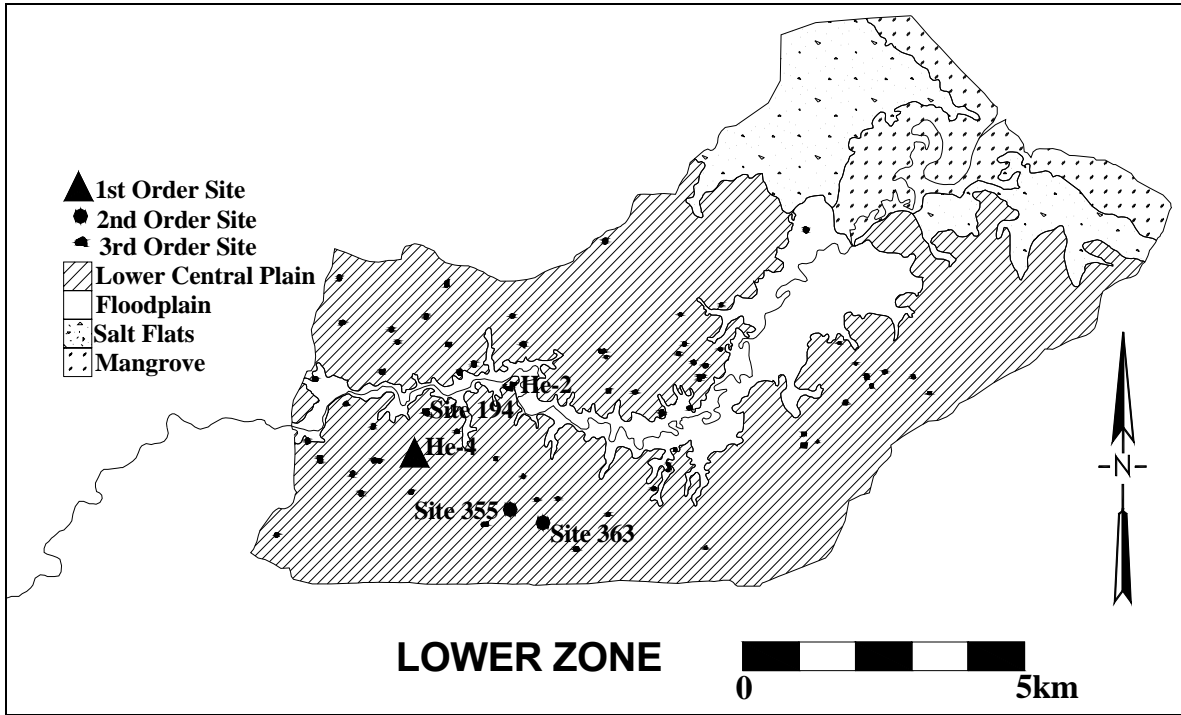 1st Order Site
2nd Order Site
3rd Order Site
Lower Central Plain
Floodplain
Salt Flats
Mangrove
He-2
Site 194
He-4
-N-
Site 355
Site 363
LOWER ZONE
0
5km